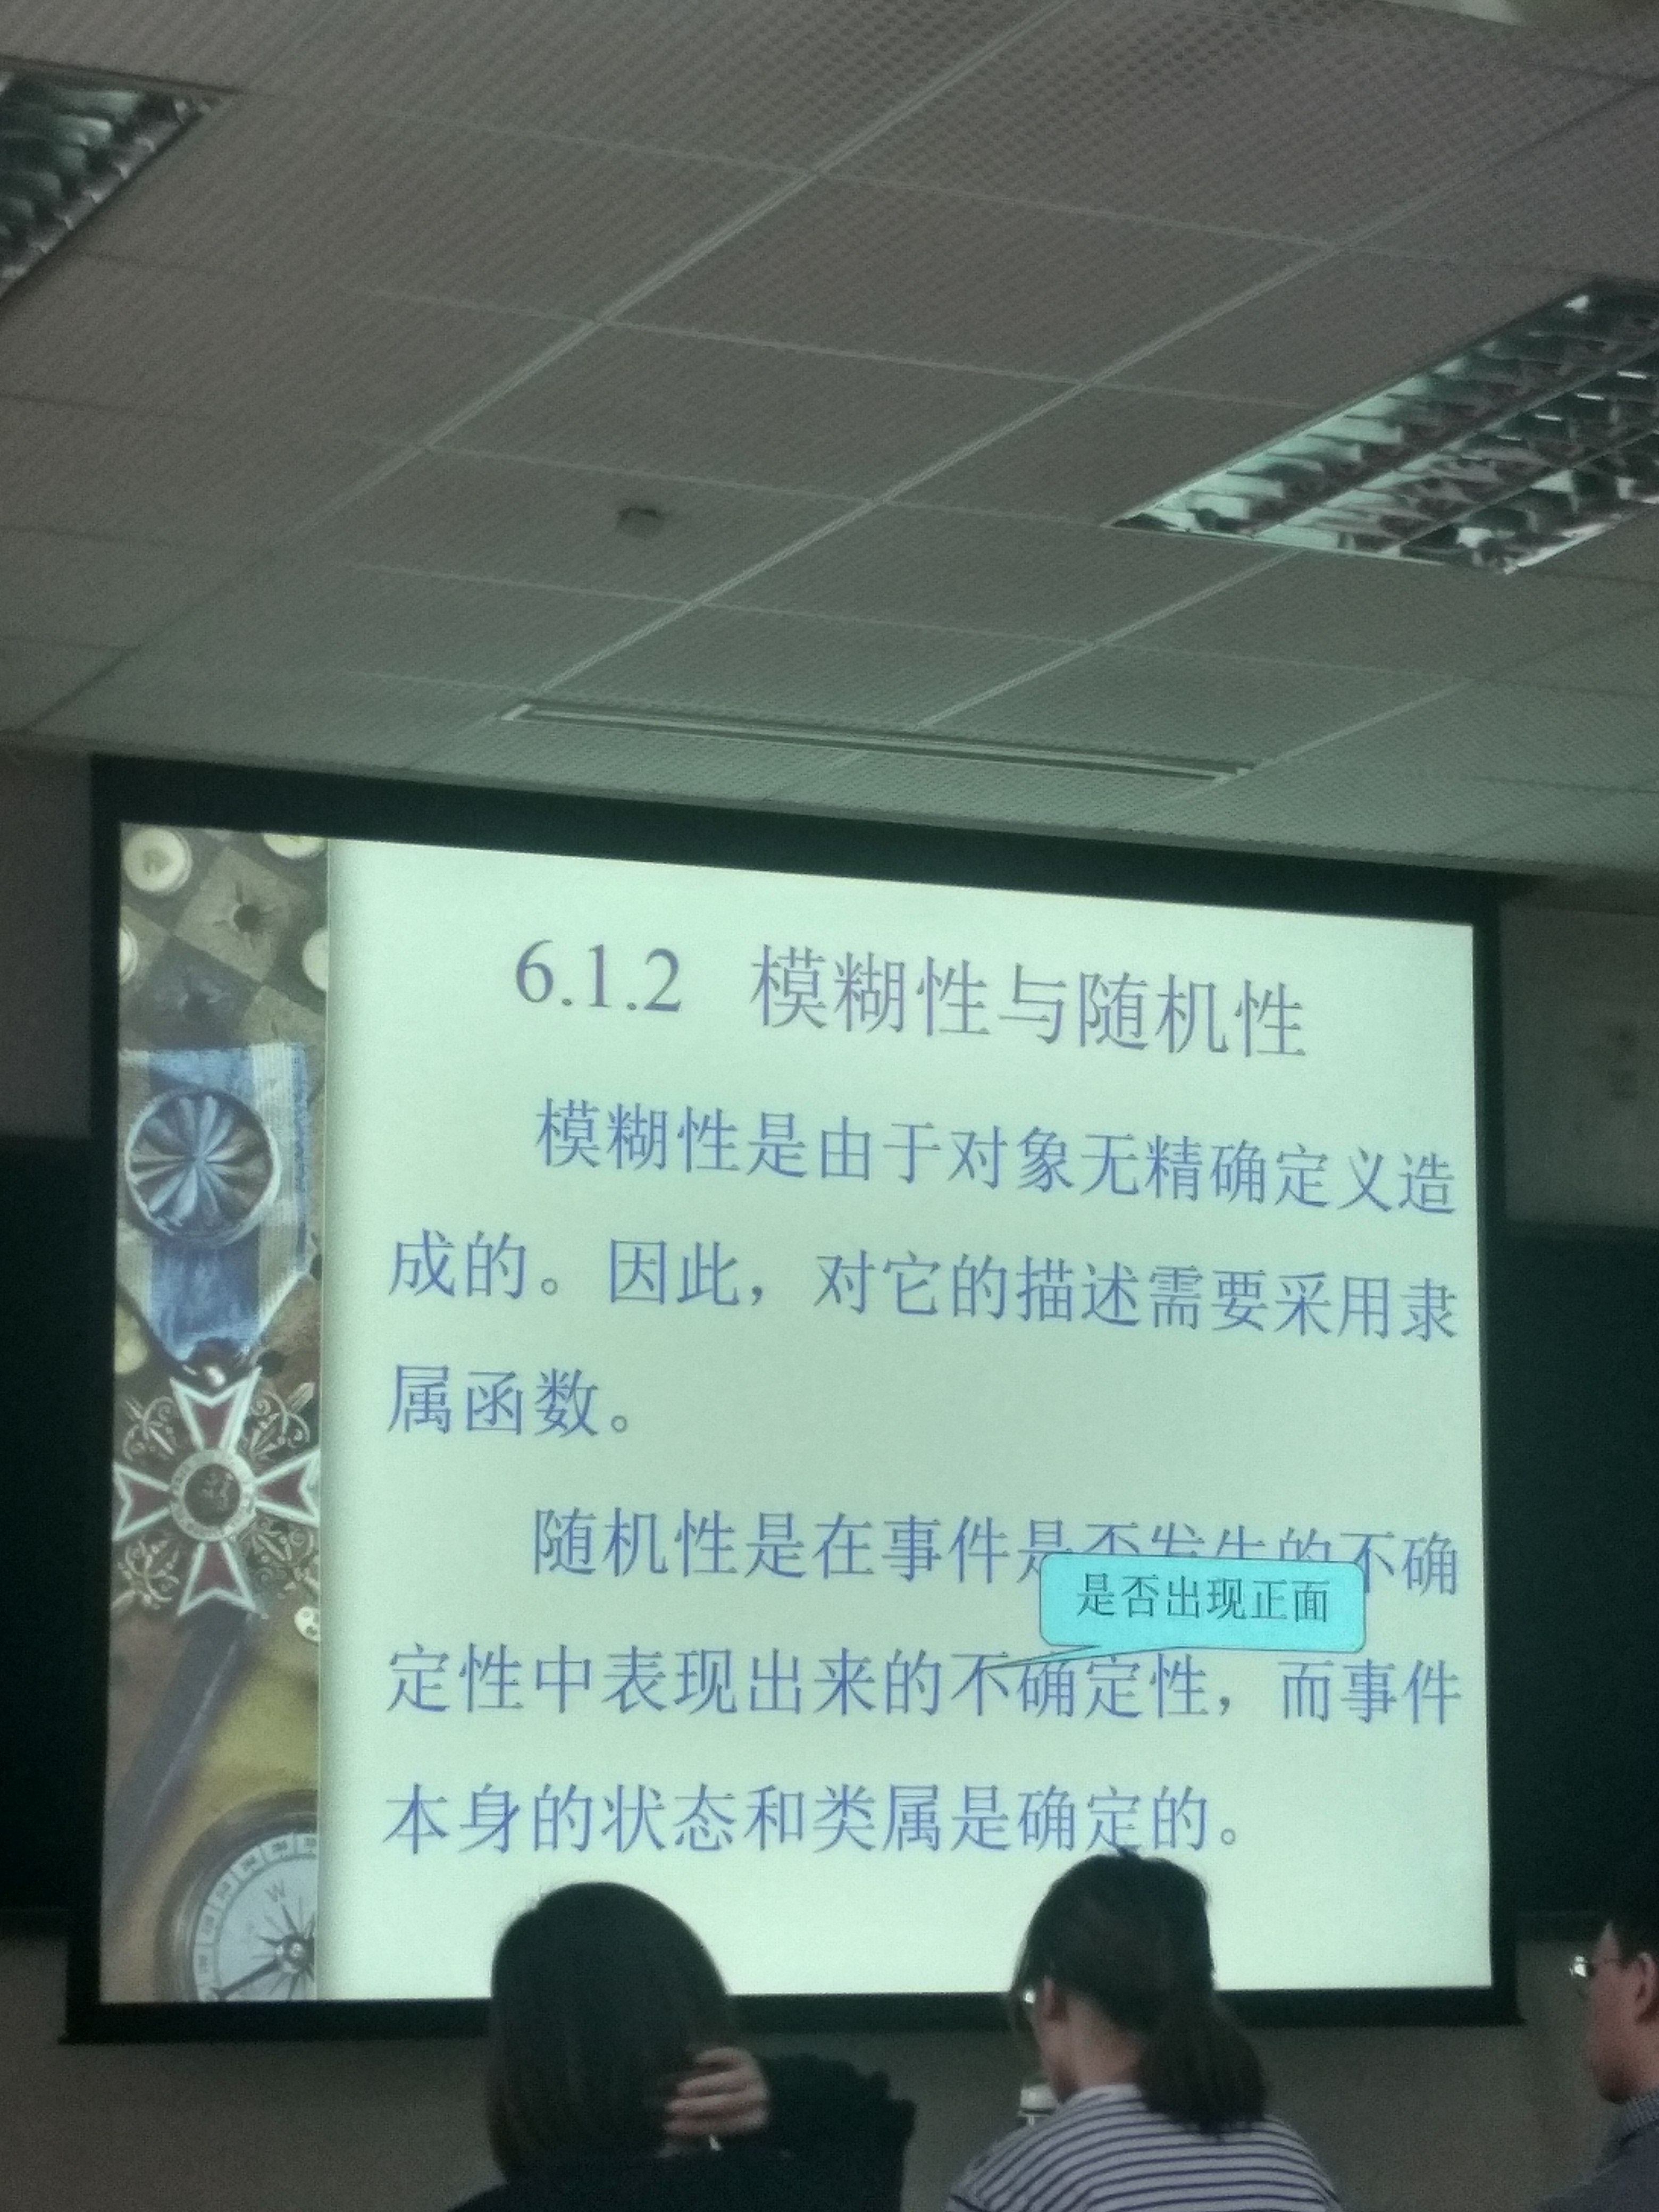 6.1.2 模糊性与随机性
模糊性是由于对象无精确定义造
成的。因此，对它的描述需要采用隶
属函数。
随机性是在事件是否发生的不确
是否出现正面
定性中表现出来的不确定性，而事件
本身的状态和类属是确定的。
W